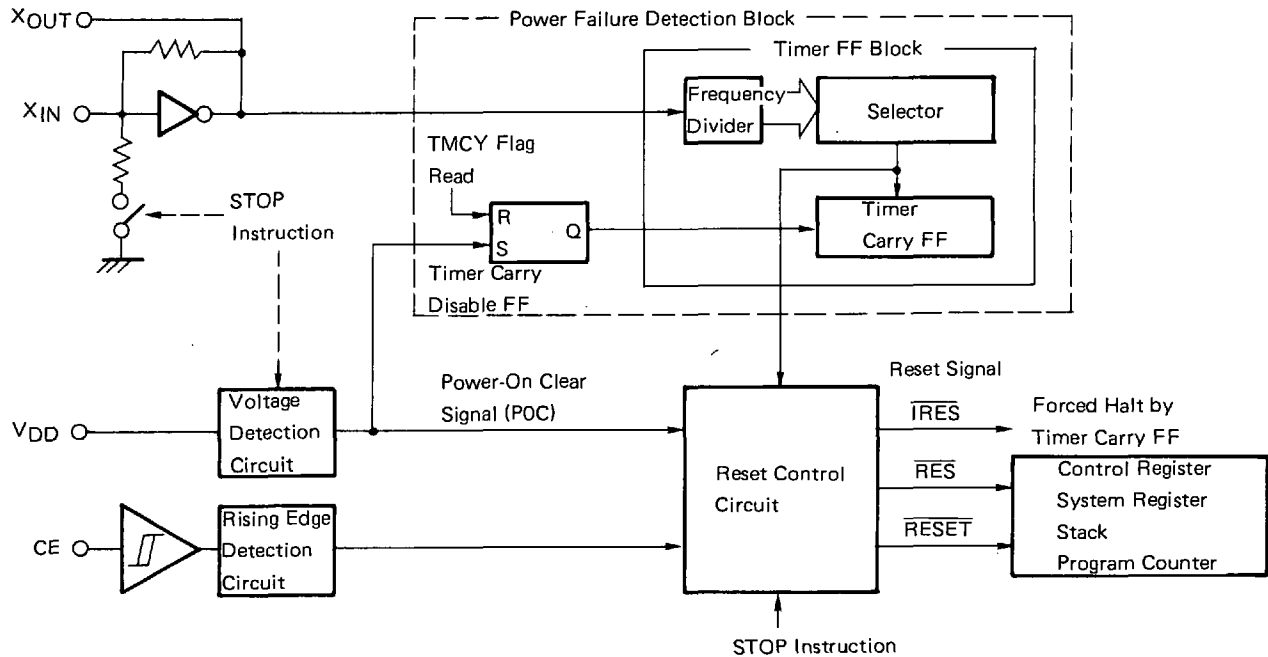 XOUT
Power Failure Detection Block
Timer FF Block
XIN
Frequency
Divider
Selector
TMCY Flag
Read
STOP
Instruction
R
S
Q
Timer
Carry FF
Timer Carry
Disable FF
Power-On Clear
Signal (POC)
Reset Signal
VDD
Voltage
Detection
Circuit
IRES
Forced Halt by
Timer Carry FF
Reset Control
Circuit
RES
Control Register
System Register
Stack
Program Counter
CE
Rising Edge
Detection
Circuit
RESET
STOP Instruction